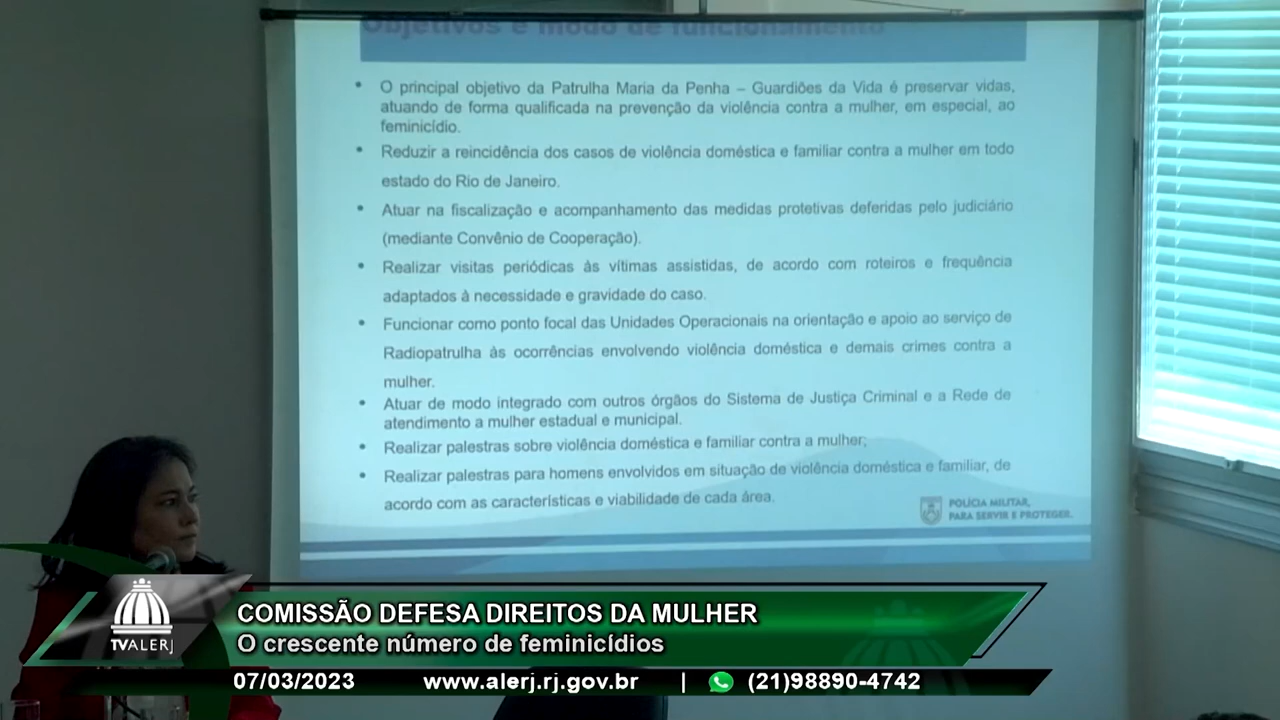 Objetivos e modo de funcionamento
• O principal objetivo da Patrulha Maria da Penha – Guardiões da Vida é preservar vidas,
atuando de forma qualificada na prevenção da violência contra a mulher, em especial, ao
feminicídio.
• Reduzir a reincidência dos casos de violência doméstica e familiar contra a mulher em todo
estado do Rio de Janeiro.
• Atuar na fiscalização e acompanhamento das medidas protetivas deferidas pelo judiciário
(mediante Convênio de Cooperação).
• Realizar visitas periódicas às vítimas assistidas, de acordo com roteiros e frequência
adaptados à necessidade e gravidade do caso.
• Funcionar como ponto focal das Unidades Operacionais na orientação e apoio ao serviço de
Radiopatrulha às ocorrências envolvendo violência doméstica e demais crimes contra a
mulher.
• Atuar de modo integrado com outros órgãos do Sistema de Justiça Criminal e a Rede de
atendimento a mulher estadual e municipal.
• Realizar palestras sobre violência doméstica e familiar contra a mulher;
• Realizar palestras para homens envolvidos em situação de violência doméstica e familiar, de
acordo com as características e viabilidade de cada área.
POLÍCIA MILITAR,
PARA SERVIR E PROTEGER.
COMISSÃO DEFESA DIREITOS DA MULHER
O crescente número de feminicídios
TVALERJ
07/03/2023 www.alerj.rj.gov.br | (21)98890-4742